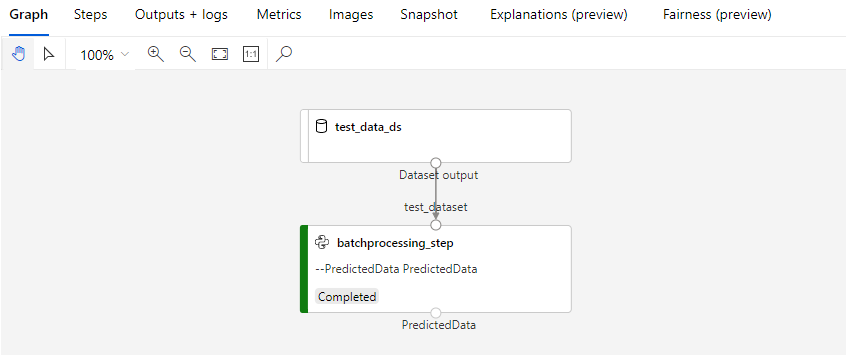 Graph Steps Outputs + logs Metrics Images Snapshot Explanations (preview) Fairness (preview)
100% 1:1
test_data_ds
Dataset output
test_dataset
batchprocessing_step
--PredictedData PredictedData
Completed
PredictedData